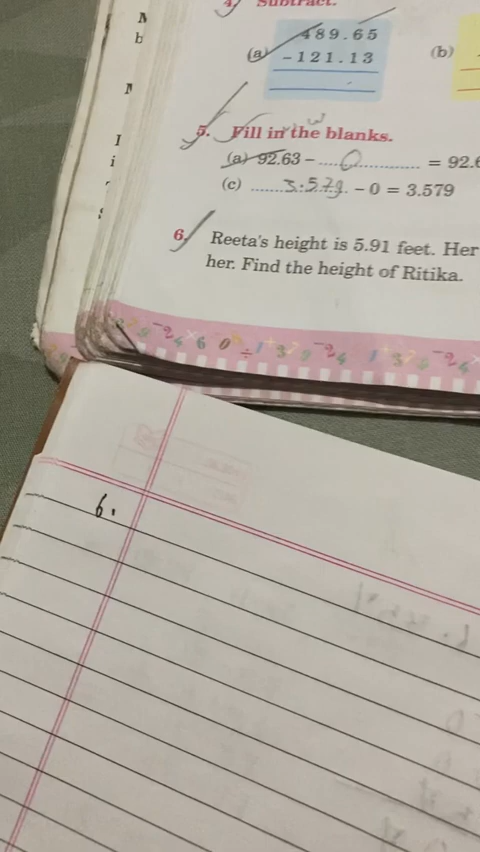 4. Subtract.
489.65
(a) -121.13
(b)
5. Fill in the blanks.
(a) 92.63 – .... 0 ............ = 92.6
(c) ....... 3.579. – 0 = 3.579
6. Reeta's height is 5.91 feet. Her
her. Find the height of Ritika.
6.